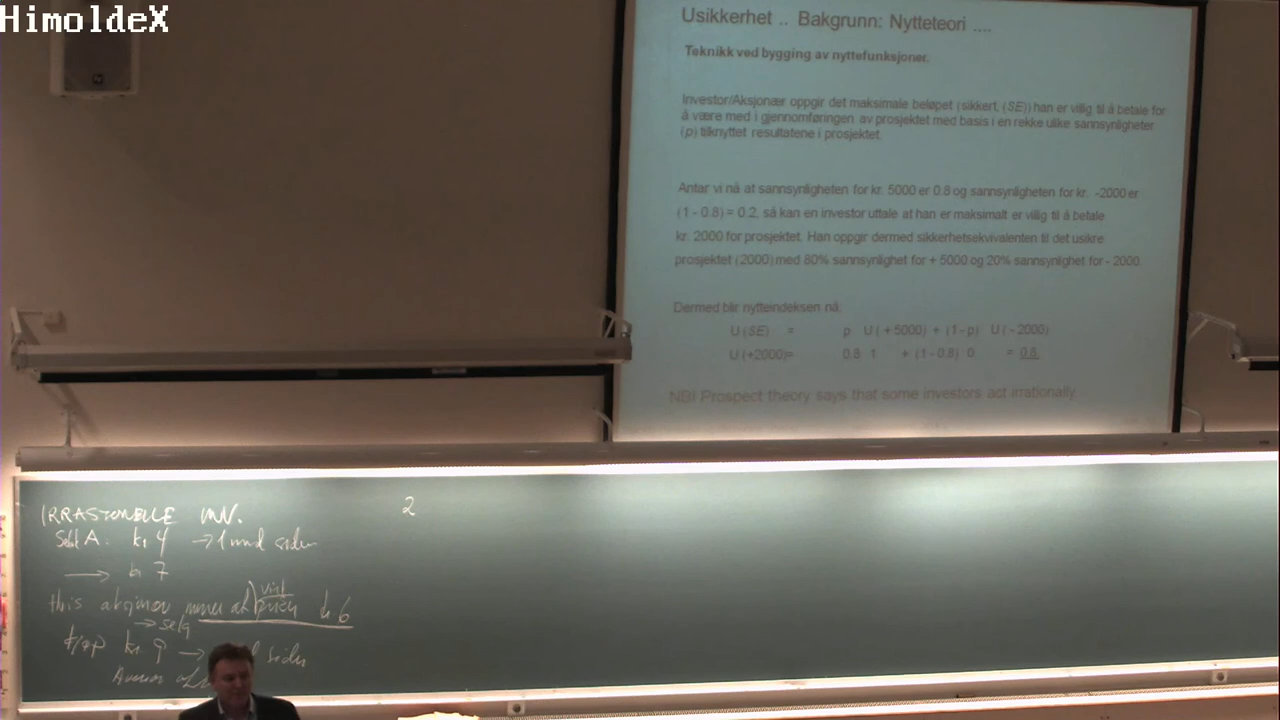 HimoldeX
Usikkerhet .. Bakgrunn: Nytteteori ....
Teknikk ved bygging av nyttefunksjoner.
Investor/Aksjonær oppgir det maksimale beløpet (sikkert, (SE)) han er villig til å betale for
å være med i gjennomføringen av prosjektet med basis i en rekke ulike sannsynligheter
(p) tilknyttet resultatene i prosjektet.
Antar vi nå at sannsynligheten for kr. 5000 er 0.8 og sannsynligheten for kr. -2000 er
(1 - 0.8) = 0.2, så kan en investor uttale at han er maksimalt er villig til å betale
kr. 2000 for prosjektet. Han oppgir dermed sikkerhetsekvivalenten til det usikre
prosjektet (2000) med 80% sannsynlighet for + 5000 og 20% sannsynlighet for - 2000.
Dermed blir nytteindeksen nå:
U (SE) = p U ( + 5000) + (1 - p) U ( - 2000)
U (+2000)= 0.8 1 + (1 - 0.8) 0 = 0.8
NB! Prospect theory says that some investors act irrationally
IRRASJONELLE INV. 2
A: kr 4 → 1 mnd siden
→ kr 7
kr 6
→ selg
kr 9 → siden